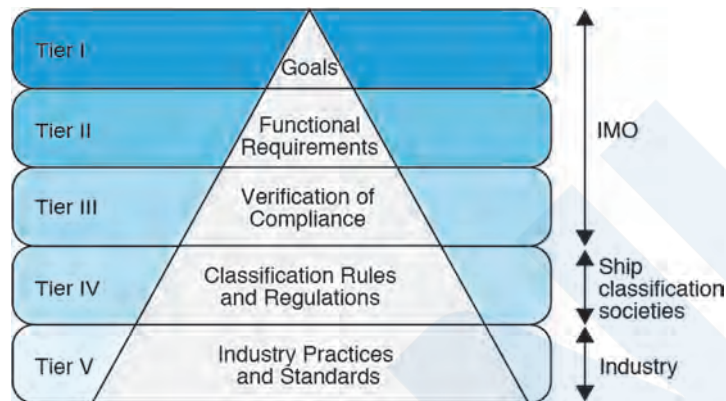 Tier I
Goals
Tier II
Functional
Requirements
IMO
Tier III
Verification of
Compliance
Tier IV
Classification Rules
and Regulations
Ship
classification
societies
Tier V
Industry Practices
and Standards
Industry